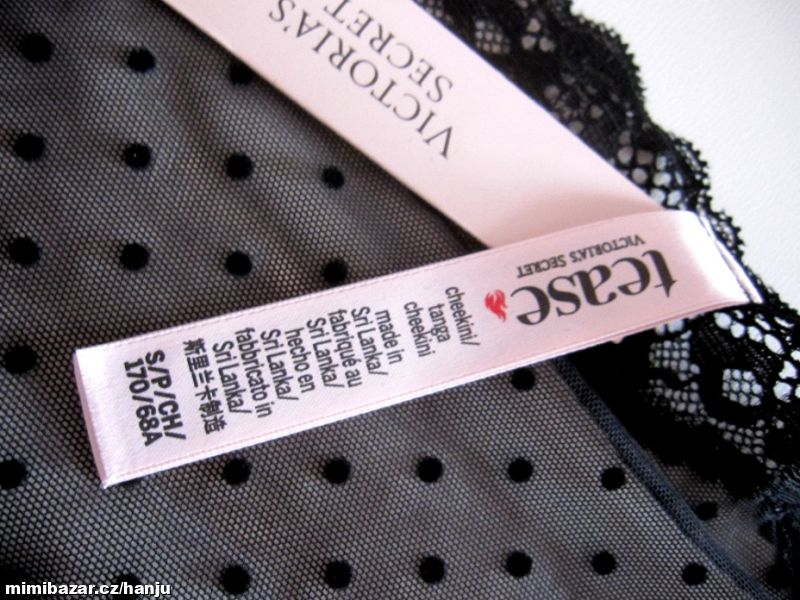 VICTORIA'S
SECRET
tease
VICTORIA'S SECRET
cheekini/
tanga
cheekini
made in
Sri Lanka/
fabriqué au
Sri Lanka/
hecho en
Sri Lanka/
fabbricato in
Sri Lanka/
斯里兰卡制造
S/P/CH/
170/68A
mimibazar.cz/hanju